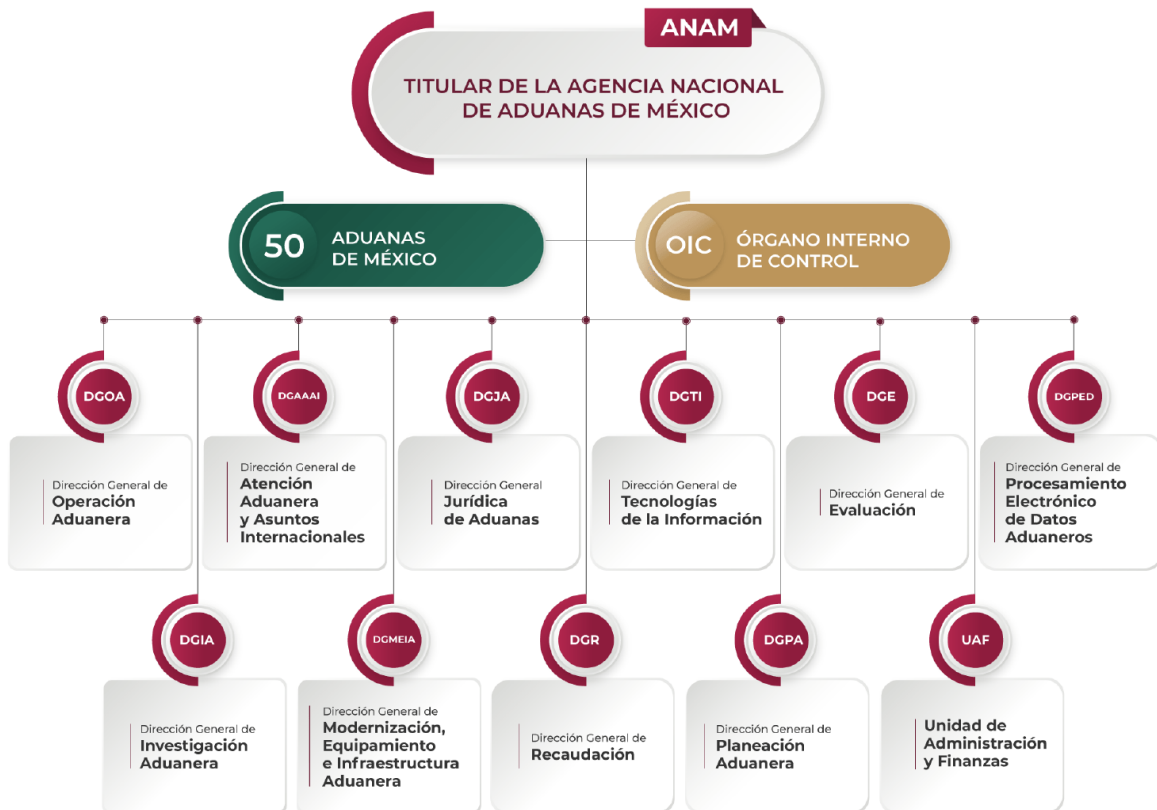 ANAM
TITULAR DE LA AGENCIA NACIONAL
DE ADUANAS DE MÉXICO
50
ADUANAS
DE MÉXICO
OIC
ÓRGANO INTERNO
DE CONTROL
DGOA
Dirección General de
Operación
Aduanera
DGAAAI
Dirección General de
Atención
Aduanera
y Asuntos
Internacionales
DGJA
Dirección General
Jurídica
de Aduanas
DGTI
Dirección General de
Tecnologías
de la Información
DGE
Dirección General de
Evaluación
DGPED
Dirección General de
Procesamiento
Electrónico
de Datos
Aduaneros
DGIA
Dirección General de
Investigación
Aduanera
DGMEIA
Dirección General de
Modernización,
Equipamiento
e Infraestructura
Aduanera
DGR
Dirección General de
Recaudación
DGPA
Dirección General de
Planeación
Aduanera
UAF
Unidad de
Administración
y Finanzas